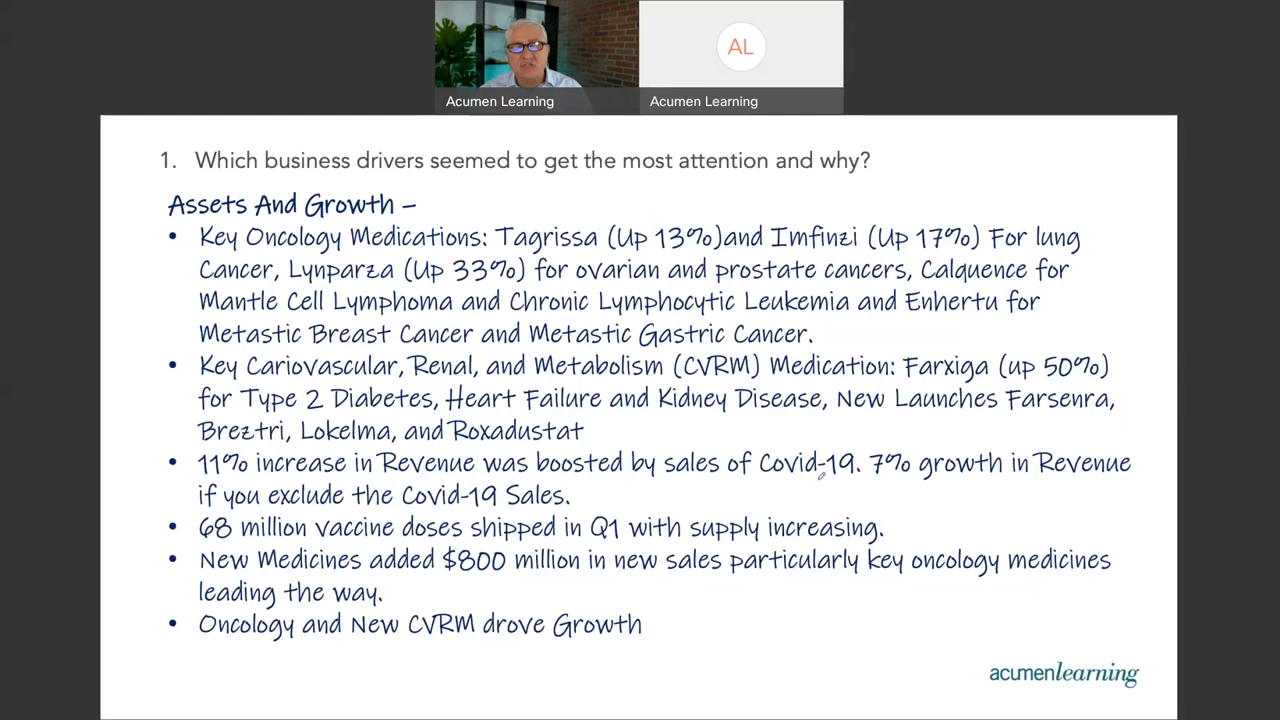 AL
Acumen Learning
Acumen Learning
1. Which business drivers seemed to get the most attention and why?
Assets And Growth –
• Key Oncology Medications: Tagrissa (Up 13%)and Imfinzi (Up 17%) For lung
Cancer, Lynparza (Up 33%) for ovarian and prostate cancers, Calquence for
Mantle Cell Lymphoma and Chronic Lymphocytic Leukemia and Enhertu for
Metastic Breast Cancer and Metastic Gastric Cancer.
• Key Cariovascular, Renal, and Metabolism (CVRM) Medication: Farxiga (up 50%)
for Type 2 Diabetes, Heart Failure and Kidney Disease, New Launches Farsenra,
Breztri, Lokelma, and Roxadustat
• 11% increase in Revenue was boosted by sales of Covid-19. 7% growth in Revenue
if you exclude the Covid-19 Sales.
• 68 million vaccine doses shipped in Q1 with supply increasing.
• New Medicines added $800 million in new sales particularly key oncology medicines
leading the way.
• Oncology and New CVRM drove Growth
acumenlearning